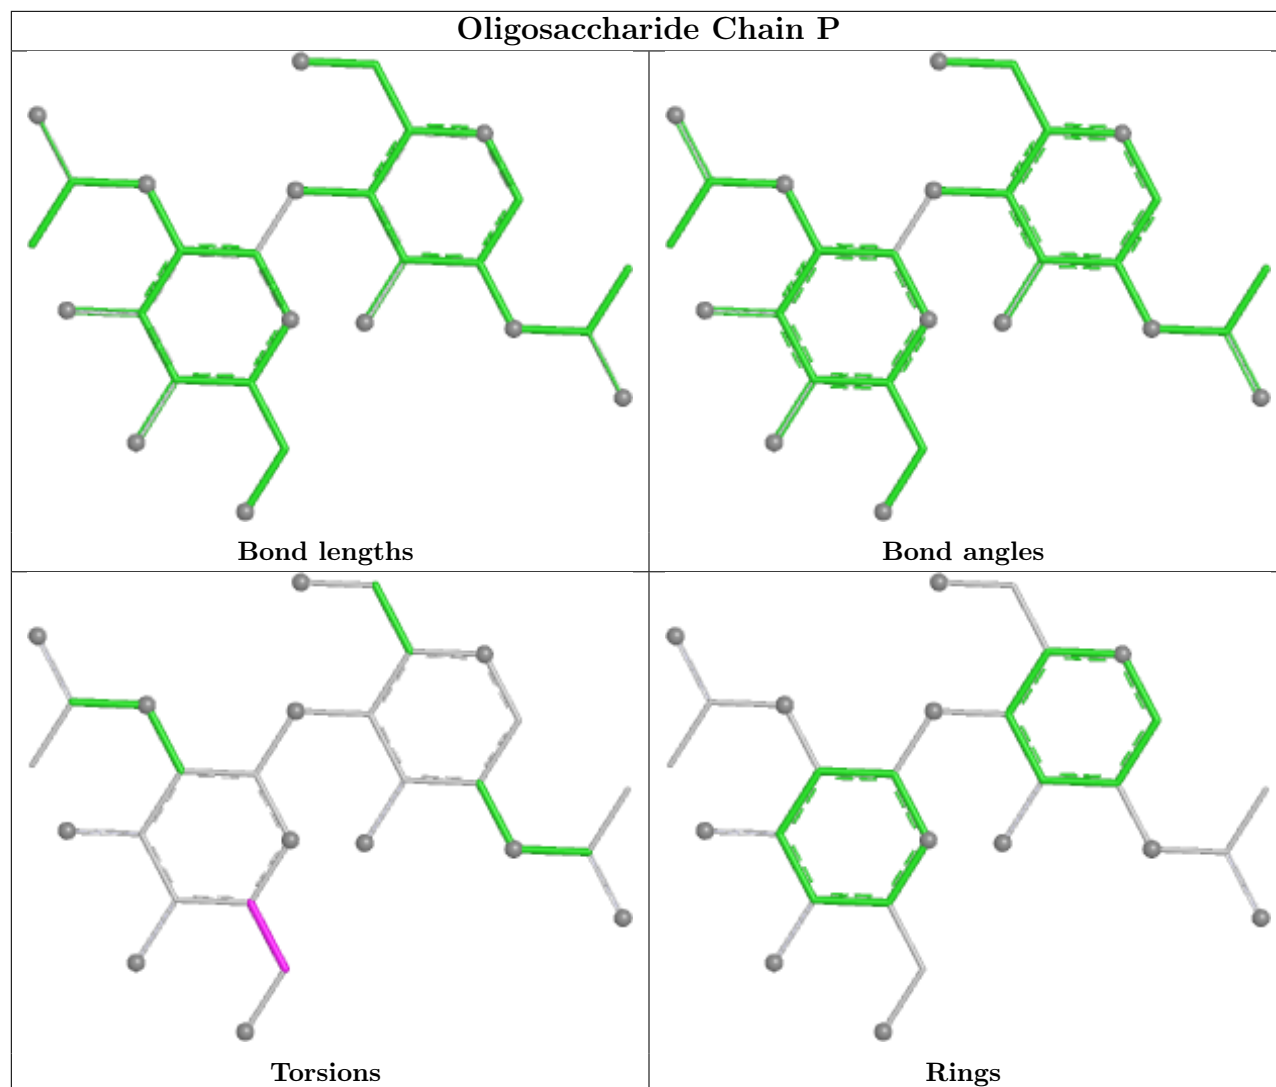 Oligosaccharide Chain P
Bond lengths
Bond angles
Torsions
Rings